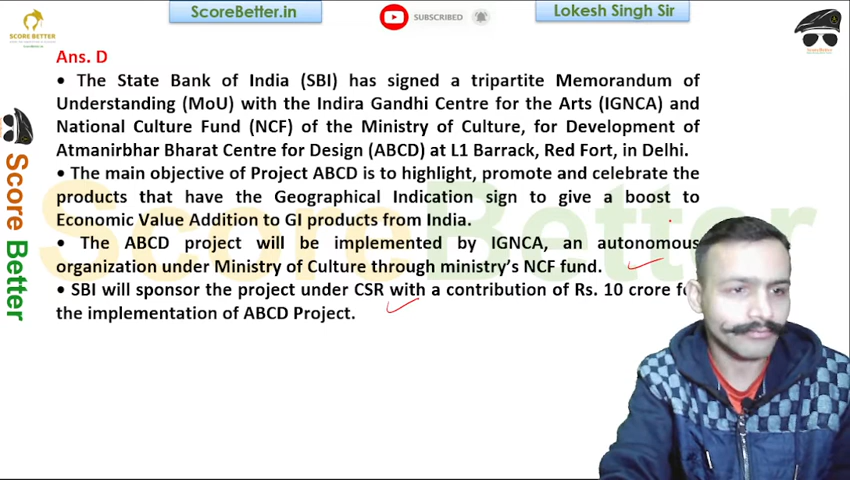 ScoreBetter.in
SUBSCRIBED
Lokesh Singh Sir
SCORE BETTER
Ans. D
• The State Bank of India (SBI) has signed a tripartite Memorandum of
Understanding (MoU) with the Indira Gandhi Centre for the Arts (IGNCA) and
National Culture Fund (NCF) of the Ministry of Culture, for Development of
Atmanirbhar Bharat Centre for Design (ABCD) at L1 Barrack, Red Fort, in Delhi.
• The main objective of Project ABCD is to highlight, promote and celebrate the
products that have the Geographical Indication sign to give a boost to
Economic Value Addition to GI products from India.
• The ABCD project will be implemented by IGNCA, an autonomous
organization under Ministry of Culture through ministry's NCF fund.
• SBI will sponsor the project under CSR with a contribution of Rs. 10 crore
the implementation of ABCD Project.
Score Better
ScoreBetter